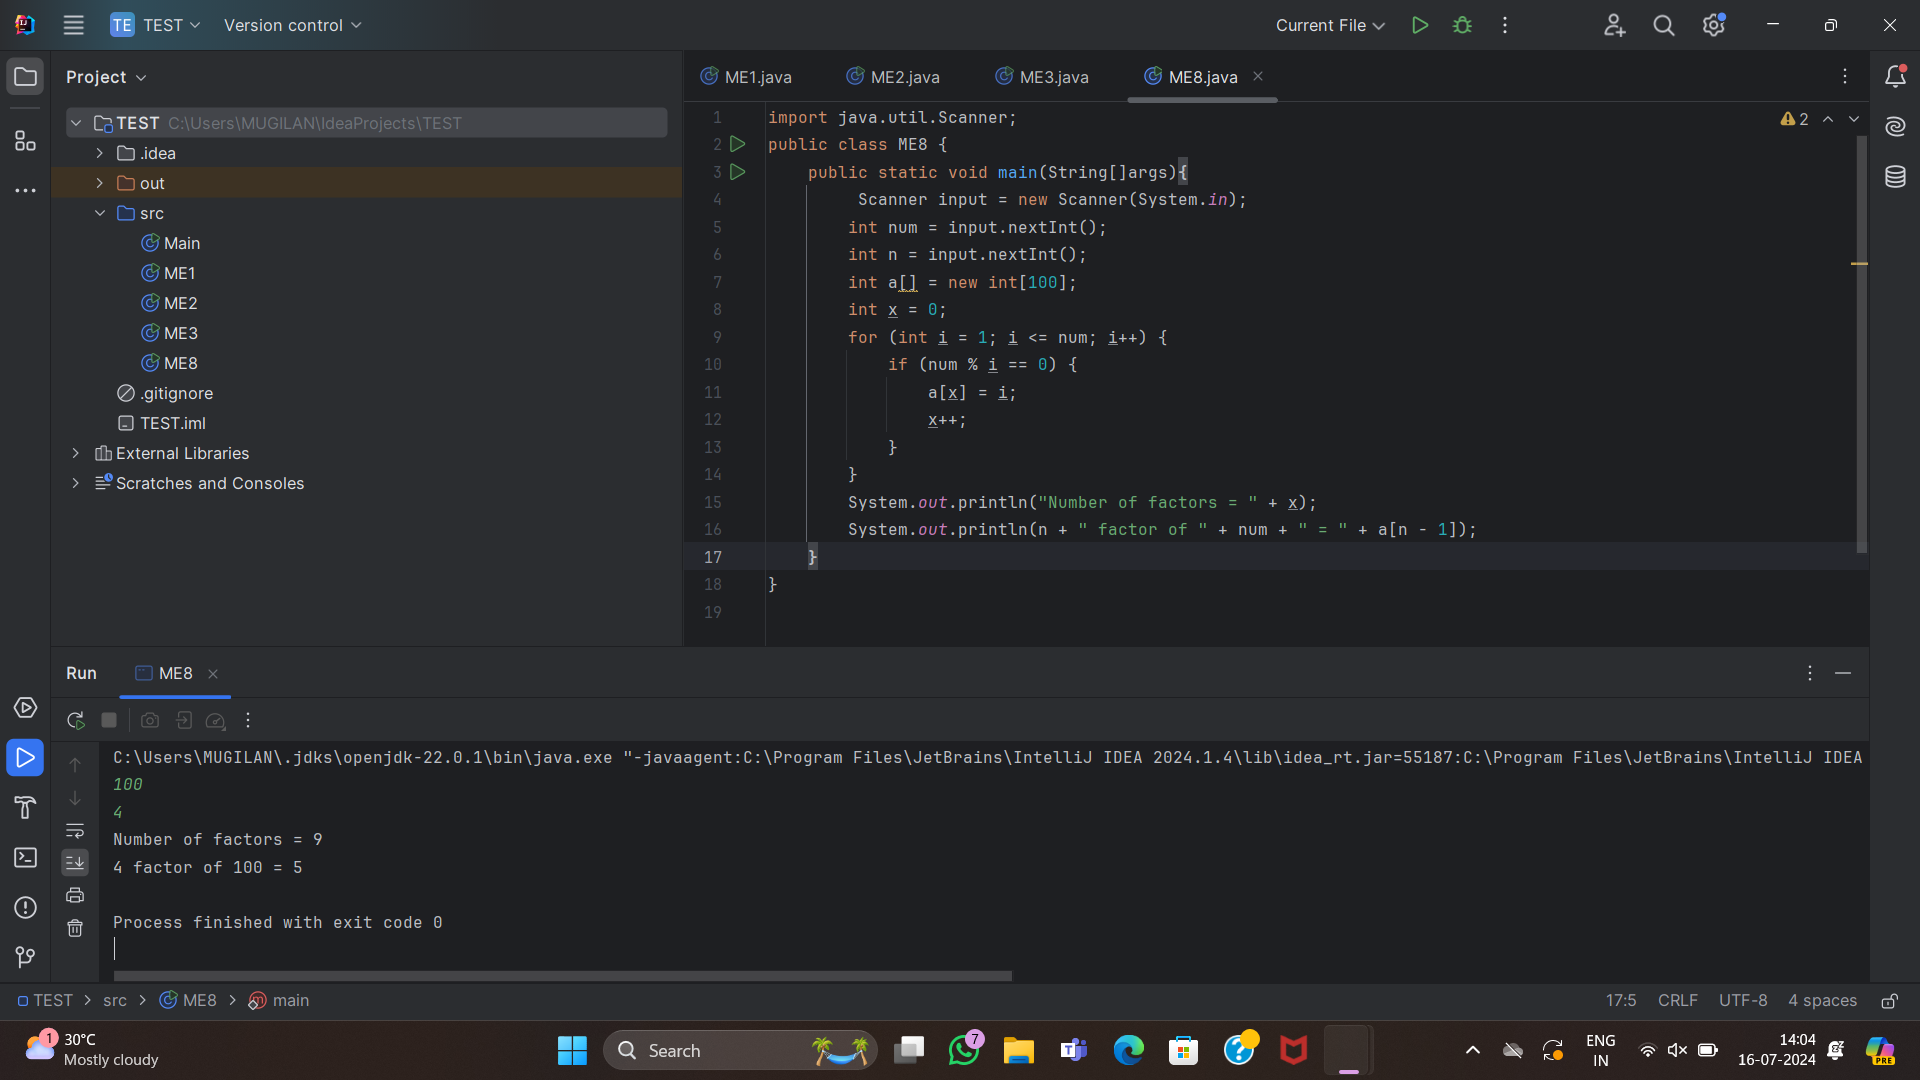 TE TEST Version control Current File
Project
ME1.java ME2.java ME3.java ME8.java
TEST C:\Users\MUGILAN\IdeaProjects\TEST
.idea
out
src
Main
ME1
ME2
ME3
ME8
.gitignore
TEST.iml
External Libraries
Scratches and Consoles
2
1 import java.util.Scanner;
2 public class ME8 {
3 public static void main(String[]args){
4 Scanner input = new Scanner(System.in);
5 int num = input.nextInt();
6 int n = input.nextInt();
7 int a[] = new int[100];
8 int x = 0;
9 for (int i = 1; i <= num; i++) {
10 if (num % i == 0) {
11 a[x] = i;
12 x++;
13 }
14 }
15 System.out.println("Number of factors = " + x);
16 System.out.println(n + " factor of " + num + " = " + a[n - 1]);
17 }
18 }
19
Run ME8
C:\Users\MUGILAN\.jdks\openjdk-22.0.1\bin\java.exe "-javaagent:C:\Program Files\JetBrains\IntelliJ IDEA 2024.1.4\lib\idea_rt.jar=55187:C:\Program Files\JetBrains\IntelliJ IDEA
100
4
Number of factors = 9
4 factor of 100 = 5
Process finished with exit code 0
TEST > src > ME8 > main 17:5 CRLF UTF-8 4 spaces
1 30°C
Mostly cloudy
Search
7
ENG
IN
14:04
16-07-2024
PRE